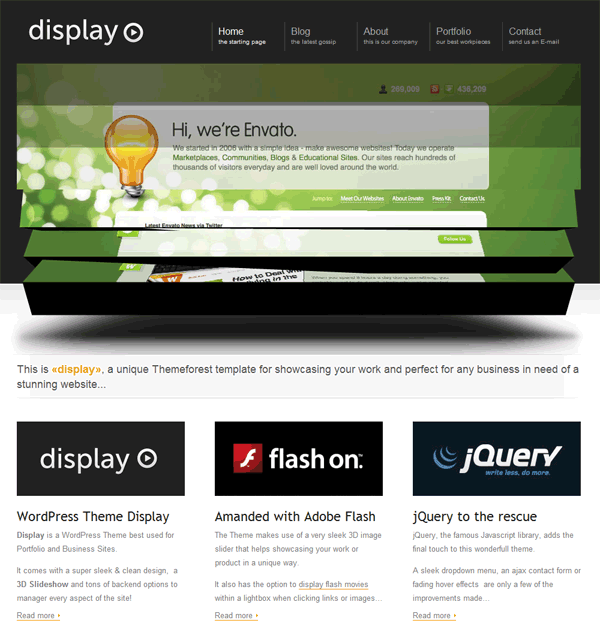 display
Home
the starting page
Blog
the latest gossip
About
this is our company
Portfolio
our best workpieces
Contact
send us an E-mail
269,008
436,209
Hi, we're Envato.
We started in 2006 with a simple idea - make awesome websites! Today we operate
Marketplaces, Communities, Blogs & Educational Sites. Our sites reach hundreds of
thousands of visitors everyday and are well loved around the world.
Jump to: Meet Our Websites About Envato Press Kit Contact Us
Latest Envato News via Twitter
Follow Us
How to Deal
in the
This is «display», a unique Themeforest template for showcasing your work and perfect for any business in need of a
stunning website...
display
WordPress Theme Display
Display is a WordPress Theme best used for
Portfolio and Business Sites.
It comes with a super sleek & clean design, a
3D Slideshow and tons of backend options to
manager every aspect of the site!
Read more
flash on:
Amanded with Adobe Flash
The Theme makes use of a very sleek 3D image
slider that helps showcasing your work or
product in a unique way.
It also has the option to display flash movies
within a lightbox when clicking links or images...
Read more
jQuery
write less, do more.
jQuery to the rescue
jQuery, the famous Javascript library, adds the
final touch to this wonderfull theme.
A sleek dropdown menu, an ajax contact form or
fading hover effects are only a few of the
improvements made...
Read more